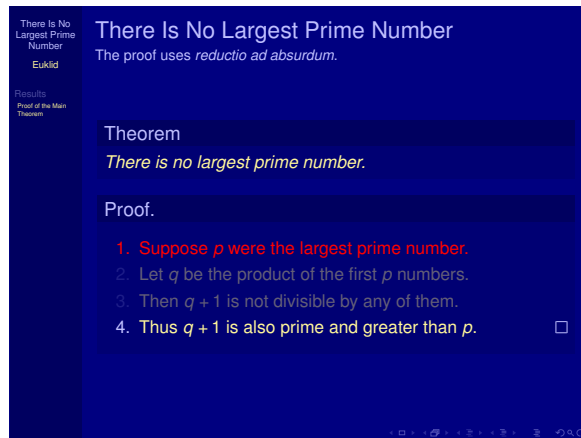 There Is No
Largest Prime
Number
Euklid
Results
Proof of the Main
Theorem
There Is No Largest Prime Number
The proof uses reductio ad absurdum.
Theorem
There is no largest prime number.
Proof.
1. Suppose p were the largest prime number.
2. Let q be the product of the first p numbers.
3. Then q + 1 is not divisible by any of them.
4. Thus q + 1 is also prime and greater than p. □